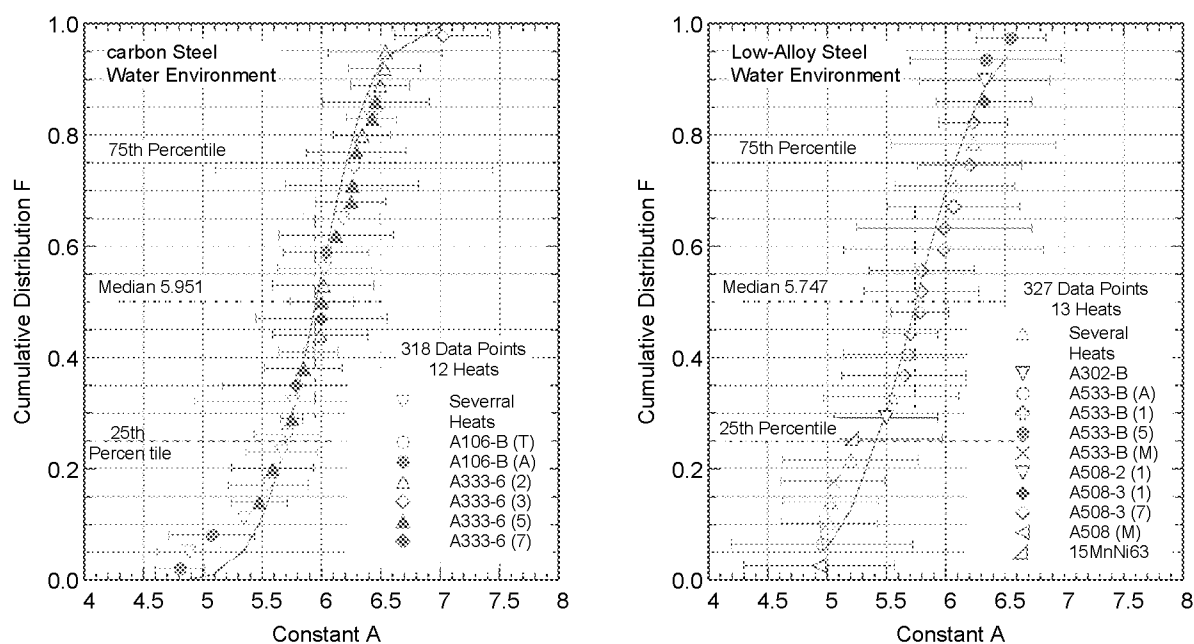 carbon Steel
Water Environment
75th Percentile
Median 5.951
25th
Percen tile
318 Data Points
12 Heats
Severral
Heats
A106-B (T)
A106-B (A)
A333-6 (2)
A333-6 (3)
A333-6 (5)
A333-6 (7)
Cumulative Distribution F
1.0
0.8
0.6
0.4
0.2
0.0
4 4.5 5 5.5 6 6.5 7 7.5 8
Constant A
Low-Alloy Steel
Water Environment
75th Percentile
Median 5.747
25th Percentile
327 Data Points
13 Heats
Several
Heats
A302-B
A533-B (A)
A533-B (1)
A533-B (5)
A533-B (M)
A508-2 (1)
A508-3 (1)
A508-3 (7)
A508 (M)
15MnNi63
Cumulative Distribution F
1.0
0.8
0.6
0.4
0.2
0.0
4 4.5 5 5.5 6 6.5 7 7.5 8
Constant A